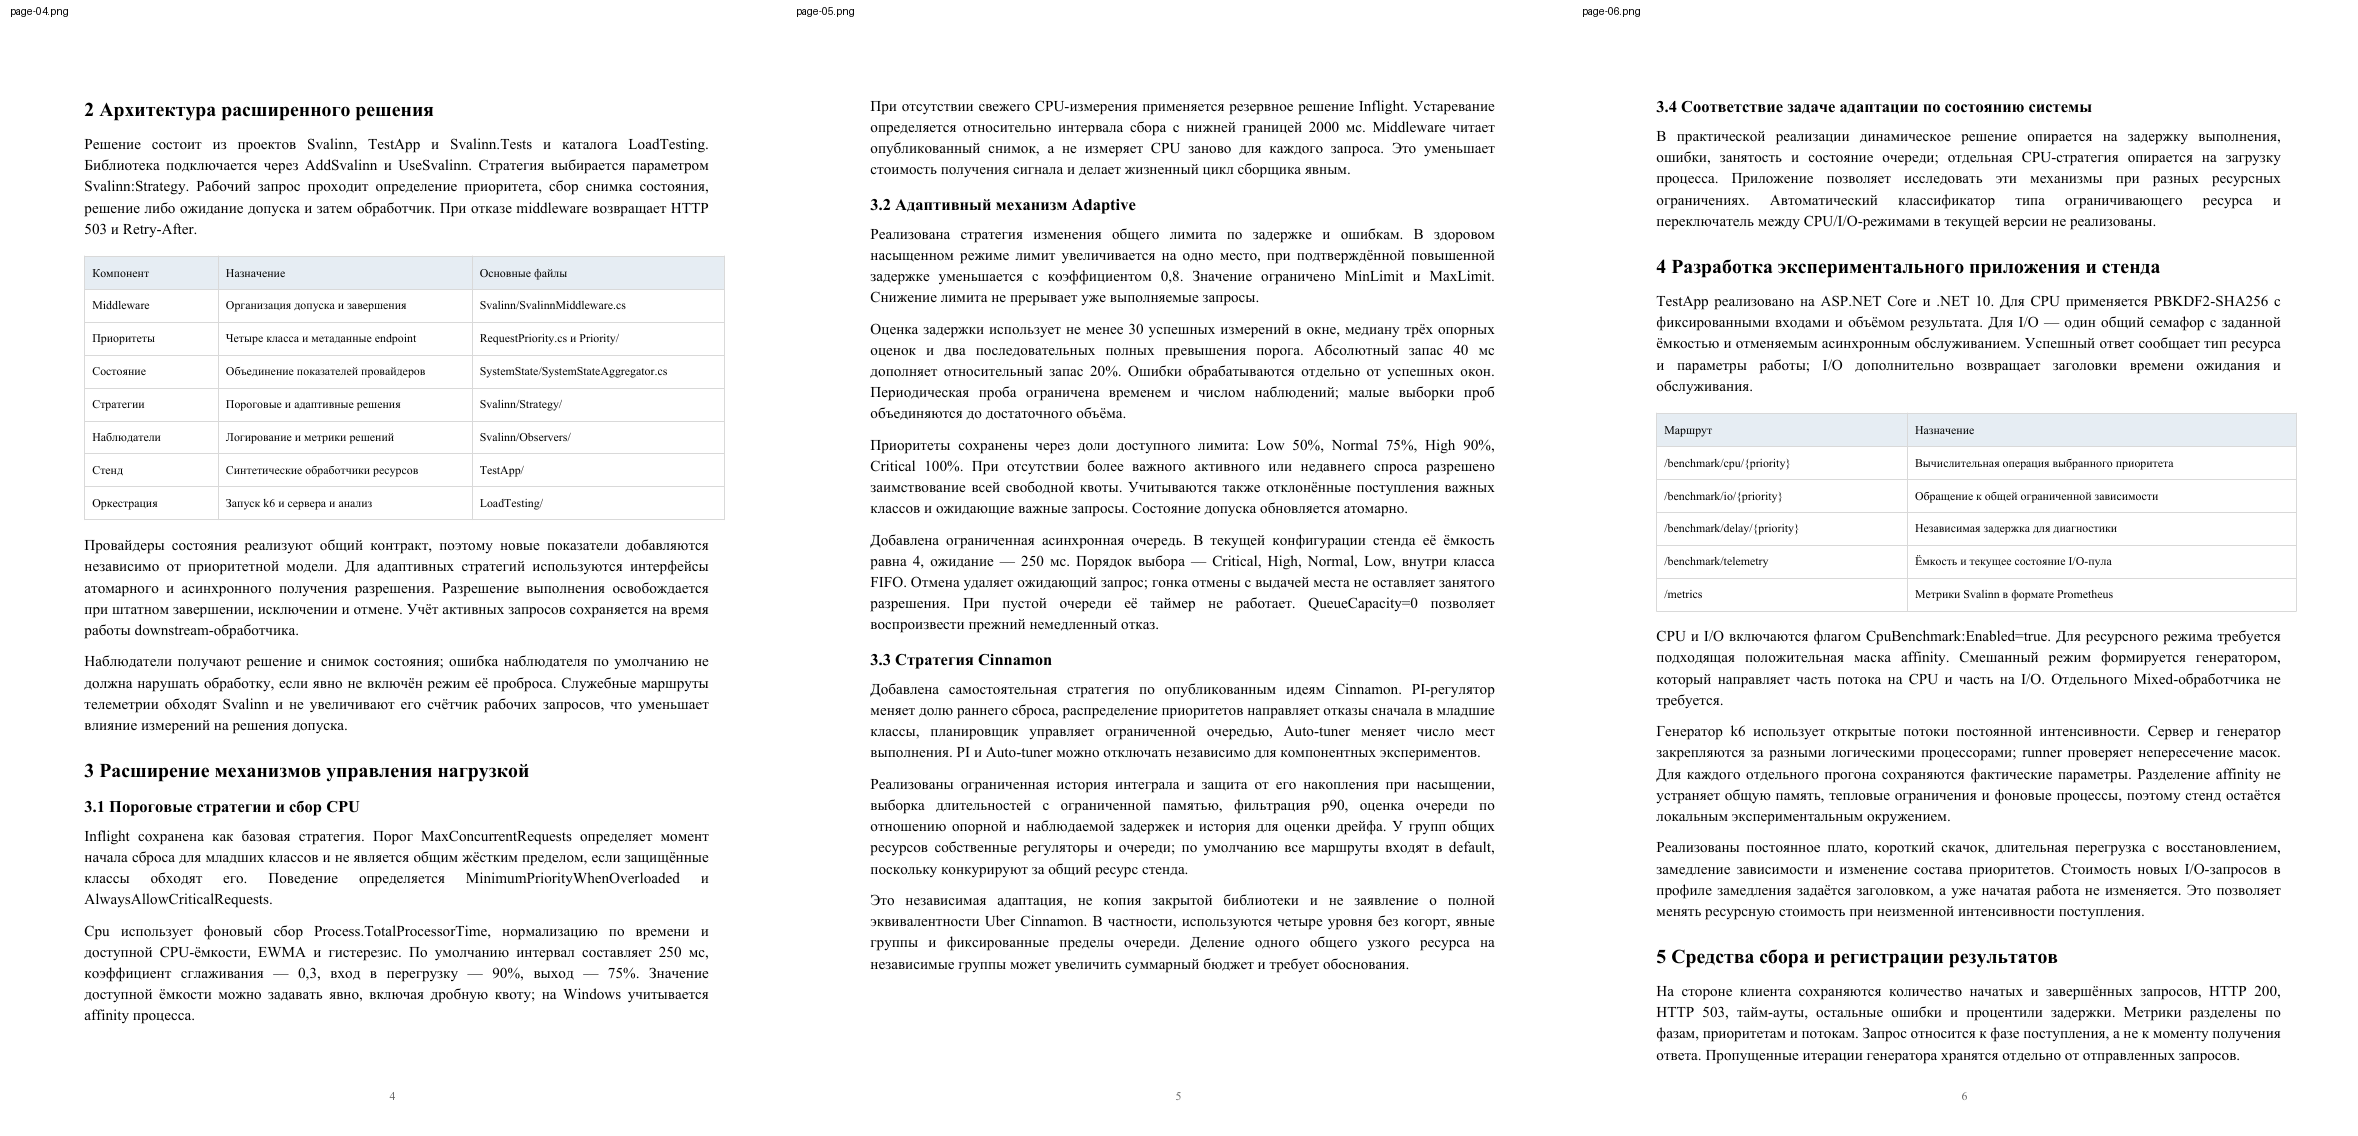 page-04.png
2 Архитектура расширенного решения
Решение состоит из проектов Svalinn, TestApp и Svalinn.Tests и каталога LoadTesting.
Библиотека подключается через AddSvalinn и UseSvalinn. Стратегия выбирается параметром
Svalinn:Strategy. Рабочий запрос проходит определение приоритета, сбор снимка состояния,
решение либо ожидание допуска и затем обработчик. При отказе middleware возвращает HTTP
503 и Retry-After.
Компонент Назначение Основные файлы
Middleware Организация допуска и завершения Svalinn/SvalinnMiddleware.cs
Приоритеты Четыре класса и метаданные endpoint RequestPriority.cs и Priority/
Состояние Объединение показателей провайдеров SystemState/SystemStateAggregator.cs
Стратегии Пороговые и адаптивные решения Svalinn/Strategy/
Наблюдатели Логирование и метрики решений Svalinn/Observers/
Стенд Синтетические обработчики ресурсов TestApp/
Оркестрация Запуск k6 и сервера и анализ LoadTesting/
Провайдеры состояния реализуют общий контракт, поэтому новые показатели добавляются
независимо от приоритетной модели. Для адаптивных стратегий используются интерфейсы
атомарного и асинхронного получения разрешения. Разрешение выполнения освобождается
при штатном завершении, исключении и отмене. Учёт активных запросов сохраняется на время
работы downstream-обработчика.
Наблюдатели получают решение и снимок состояния; ошибка наблюдателя по умолчанию не
должна нарушать обработку, если явно не включён режим её проброса. Служебные маршруты
телеметрии обходят Svalinn и не увеличивают его счётчик рабочих запросов, что уменьшает
влияние измерений на решения допуска.
3 Расширение механизмов управления нагрузкой
3.1 Пороговые стратегии и сбор CPU
Inflight сохранена как базовая стратегия. Порог MaxConcurrentRequests определяет момент
начала сброса для младших классов и не является общим жёстким пределом, если защищённые
классы обходят его. Поведение определяется MinimumPriorityWhenOverloaded и
AlwaysAllowCriticalRequests.
Cpu использует фоновый сбор Process.TotalProcessorTime, нормализацию по времени и
доступной CPU-ёмкости, EWMA и гистерезис. По умолчанию интервал составляет 250 мс,
коэффициент сглаживания — 0,3, вход в перегрузку — 90%, выход — 75%. Значение
доступной ёмкости можно задавать явно, включая дробную квоту; на Windows учитывается
affinity процесса.
4
page-05.png
При отсутствии свежего CPU-измерения применяется резервное решение Inflight. Устаревание
определяется относительно интервала сбора с нижней границей 2000 мс. Middleware читает
опубликованный снимок, а не измеряет CPU заново для каждого запроса. Это уменьшает
стоимость получения сигнала и делает жизненный цикл сборщика явным.
3.2 Адаптивный механизм Adaptive
Реализована стратегия изменения общего лимита по задержке и ошибкам. В здоровом
насыщенном режиме лимит увеличивается на одно место, при подтверждённой повышенной
задержке уменьшается с коэффициентом 0,8. Значение ограничено MinLimit и MaxLimit.
Снижение лимита не прерывает уже выполняемые запросы.
Оценка задержки использует не менее 30 успешных измерений в окне, медиану трёх опорных
оценок и два последовательных полных превышения порога. Абсолютный запас 40 мс
дополняет относительный запас 20%. Ошибки обрабатываются отдельно от успешных окон.
Периодическая проба ограничена временем и числом наблюдений; малые выборки проб
объединяются до достаточного объёма.
Приоритеты сохранены через доли доступного лимита: Low 50%, Normal 75%, High 90%,
Critical 100%. При отсутствии более важного активного или недавнего спроса разрешено
заимствование всей свободной квоты. Учитываются также отклонённые поступления важных
классов и ожидающие важные запросы. Состояние допуска обновляется атомарно.
Добавлена ограниченная асинхронная очередь. В текущей конфигурации стенда её ёмкость
равна 4, ожидание — 250 мс. Порядок выбора — Critical, High, Normal, Low, внутри класса
FIFO. Отмена удаляет ожидающий запрос; гонка отмены с выдачей места не оставляет занятого
разрешения. При пустой очереди её таймер не работает. QueueCapacity=0 позволяет
воспроизвести прежний немедленный отказ.
3.3 Стратегия Cinnamon
Добавлена самостоятельная стратегия по опубликованным идеям Cinnamon. PI-регулятор
меняет долю раннего сброса, распределение приоритетов направляет отказы сначала в младшие
классы, планировщик управляет ограниченной очередью, Auto-tuner меняет число мест
выполнения. PI и Auto-tuner можно отключать независимо для компонентных экспериментов.
Реализованы ограниченная история интеграла и защита от его накопления при насыщении,
выборка длительностей с ограниченной памятью, фильтрация p90, оценка очереди по
отношению опорной и наблюдаемой задержек и история для оценки дрейфа. У групп общих
ресурсов собственные регуляторы и очереди; по умолчанию все маршруты входят в default,
поскольку конкурируют за общий ресурс стенда.
Это независимая адаптация, не копия закрытой библиотеки и не заявление о полной
эквивалентности Uber Cinnamon. В частности, используются четыре уровня без когорт, явные
группы и фиксированные пределы очереди. Деление одного общего узкого ресурса на
независимые группы может увеличить суммарный бюджет и требует обоснования.
5
page-06.png
3.4 Соответствие задаче адаптации по состоянию системы
В практической реализации динамическое решение опирается на задержку выполнения,
ошибки, занятость и состояние очереди; отдельная CPU-стратегия опирается на загрузку
процесса. Приложение позволяет исследовать эти механизмы при разных ресурсных
ограничениях. Автоматический классификатор типа ограничивающего ресурса и
переключатель между CPU/I/O-режимами в текущей версии не реализованы.
4 Разработка экспериментального приложения и стенда
TestApp реализовано на ASP.NET Core и .NET 10. Для CPU применяется PBKDF2-SHA256 с
фиксированными входами и объёмом результата. Для I/O — один общий семафор с заданной
ёмкостью и отменяемым асинхронным обслуживанием. Успешный ответ сообщает тип ресурса
и параметры работы; I/O дополнительно возвращает заголовки времени ожидания и
обслуживания.
Маршрут Назначение
/benchmark/cpu/{priority} Вычислительная операция выбранного приоритета
/benchmark/io/{priority} Обращение к общей ограниченной зависимости
/benchmark/delay/{priority} Независимая задержка для диагностики
/benchmark/telemetry Ёмкость и текущее состояние I/O-пула
/metrics Метрики Svalinn в формате Prometheus
CPU и I/O включаются флагом CpuBenchmark:Enabled=true. Для ресурсного режима требуется
подходящая положительная маска affinity. Смешанный режим формируется генератором,
который направляет часть потока на CPU и часть на I/O. Отдельного Mixed-обработчика не
требуется.
Генератор k6 использует открытые потоки постоянной интенсивности. Сервер и генератор
закрепляются за разными логическими процессорами; runner проверяет непересечение масок.
Для каждого отдельного прогона сохраняются фактические параметры. Разделение affinity не
устраняет общую память, тепловые ограничения и фоновые процессы, поэтому стенд остаётся
локальным экспериментальным окружением.
Реализованы постоянное плато, короткий скачок, длительная перегрузка с восстановлением,
замедление зависимости и изменение состава приоритетов. Стоимость новых I/O-запросов в
профиле замедления задаётся заголовком, а уже начатая работа не изменяется. Это позволяет
менять ресурсную стоимость при неизменной интенсивности поступления.
5 Средства сбора и регистрации результатов
На стороне клиента сохраняются количество начатых и завершённых запросов, HTTP 200,
HTTP 503, тайм-ауты, остальные ошибки и процентили задержки. Метрики разделены по
фазам, приоритетам и потокам. Запрос относится к фазе поступления, а не к моменту получения
ответа. Пропущенные итерации генератора хранятся отдельно от отправленных запросов.
6